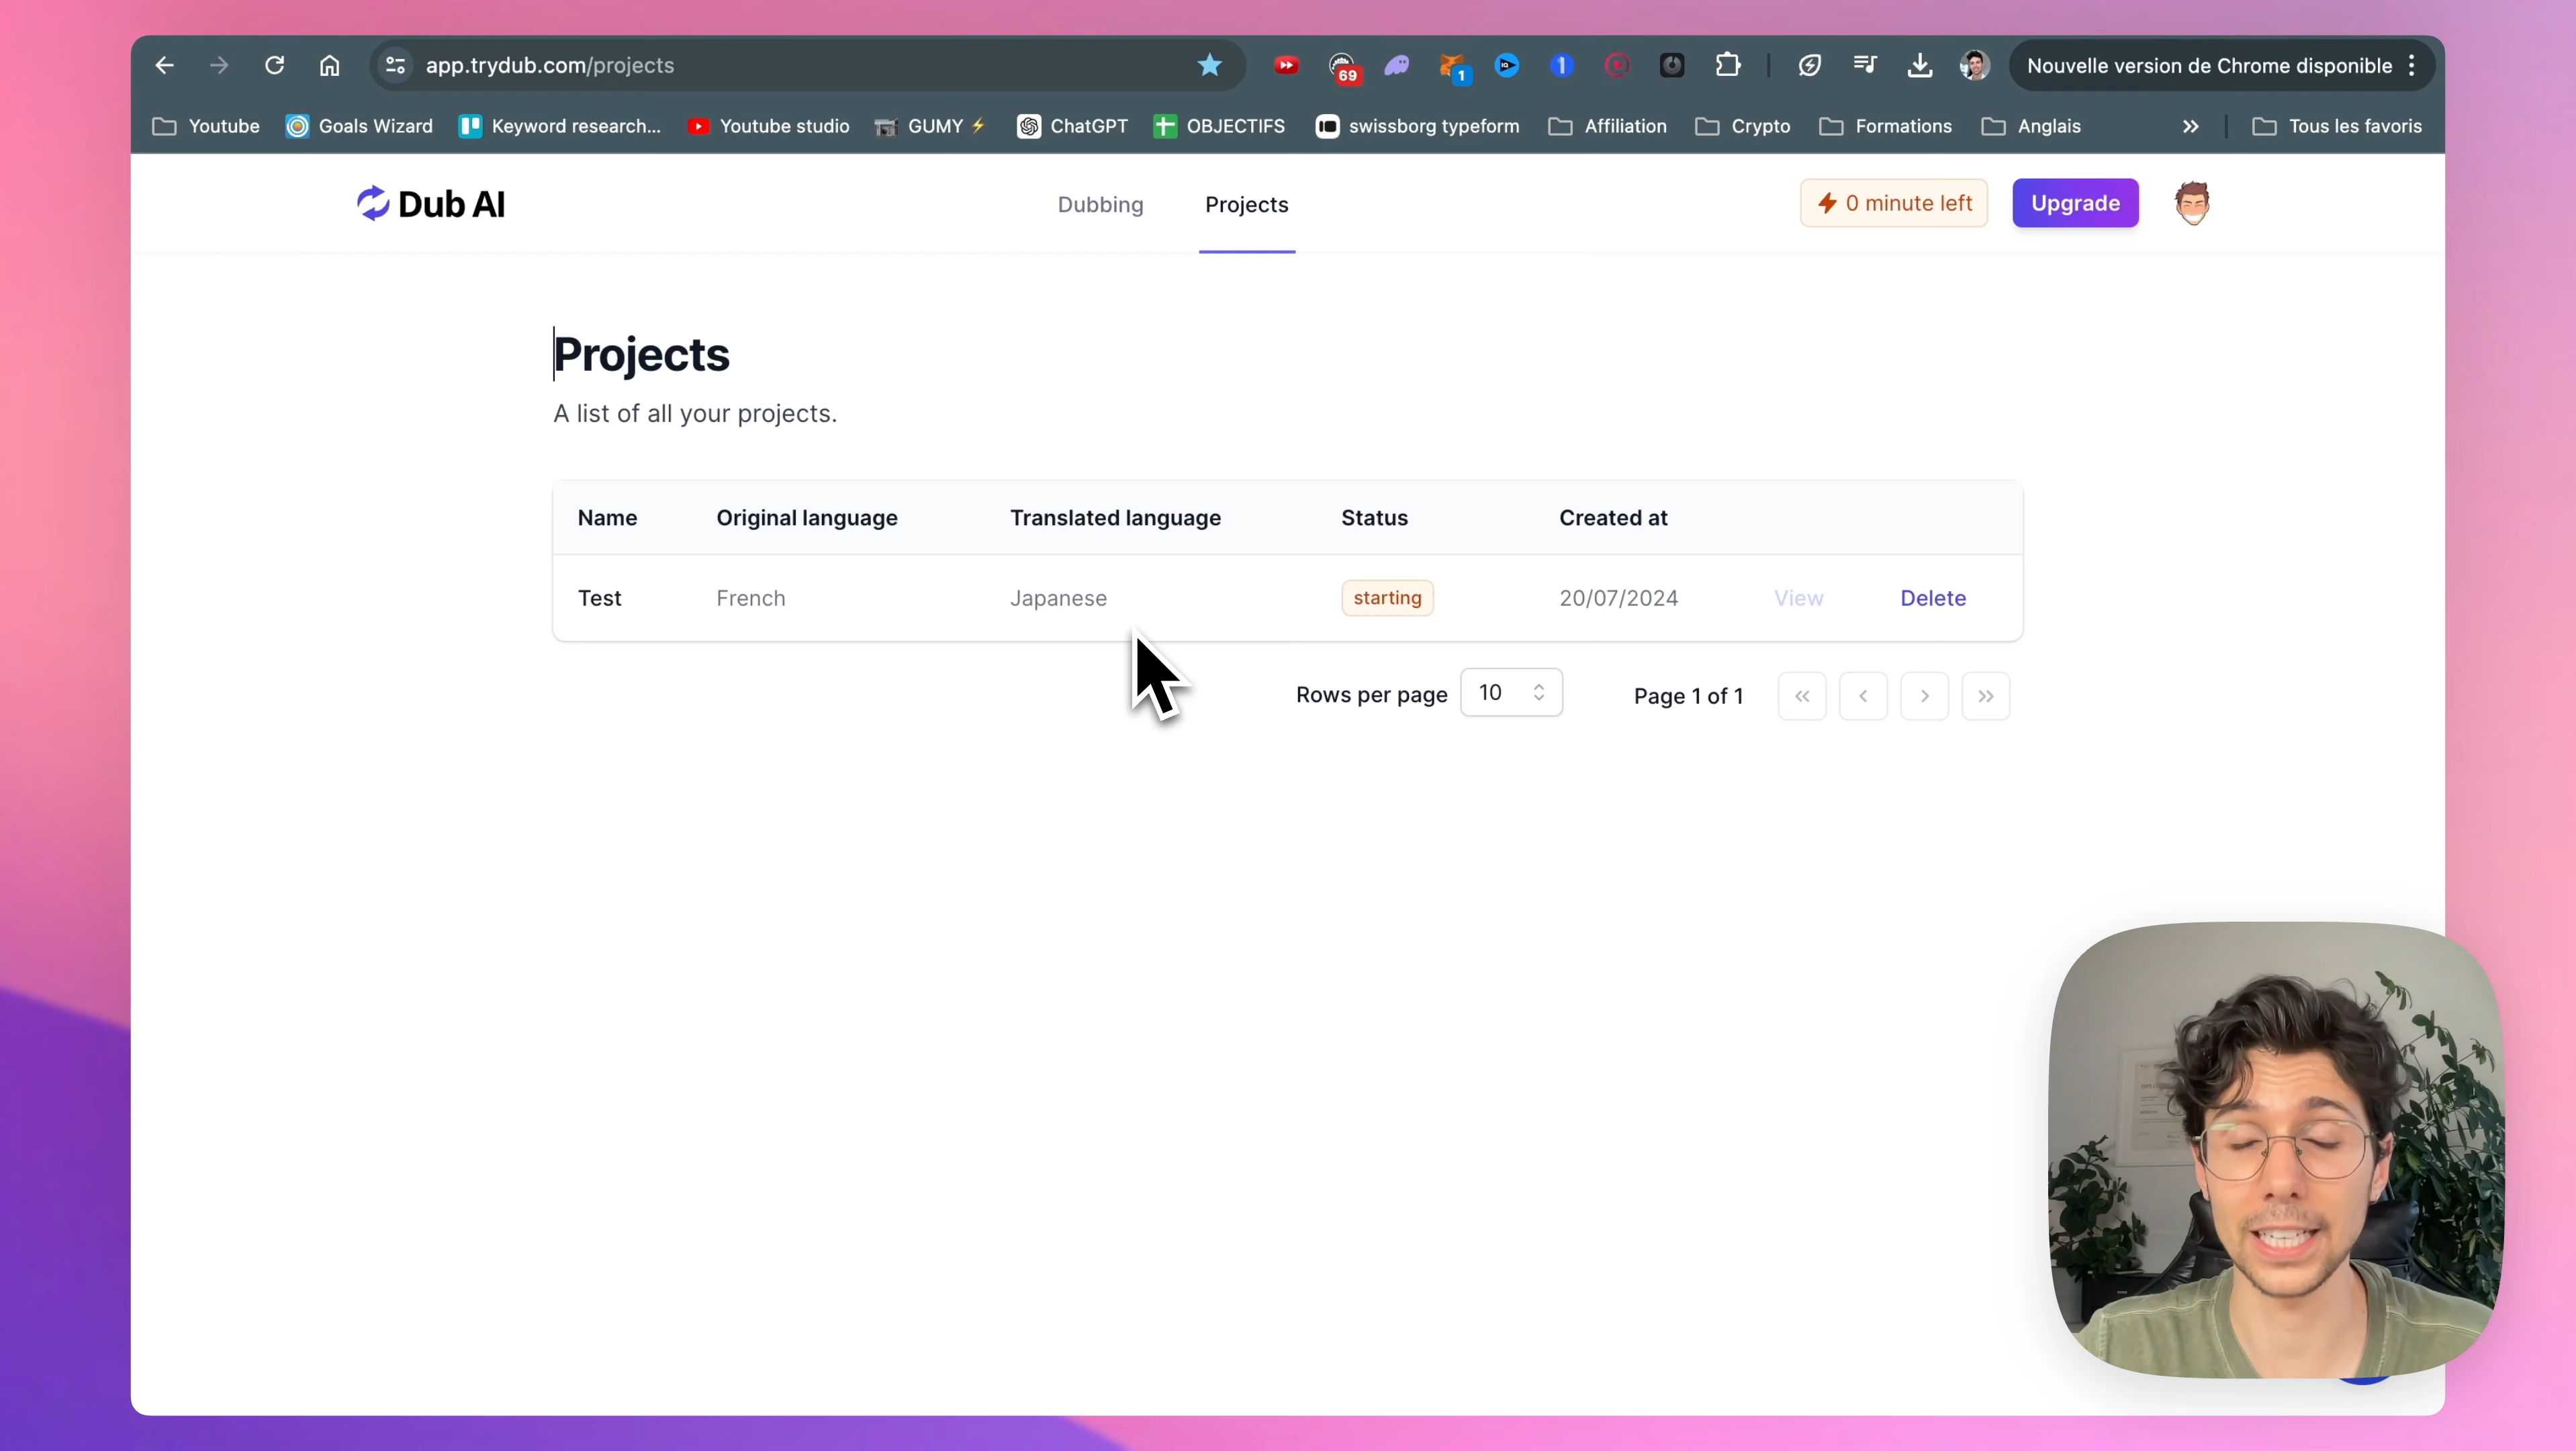 app.trydub.com/projects
69
1
1
Nouvelle version de Chrome disponible
Youtube
Goals Wizard
Keyword research...
Youtube studio
GUMY ⚡
ChatGPT
OBJECTIFS
swissborg typeform
Affiliation
Crypto
Formations
Anglais
Tous les favoris
Dub AI
Dubbing
Projects
0 minute left
Upgrade
Projects
A list of all your projects.
Name Original language Translated language Status Created at
Test French Japanese starting 20/07/2024 View Delete
Rows per page 10 Page 1 of 1